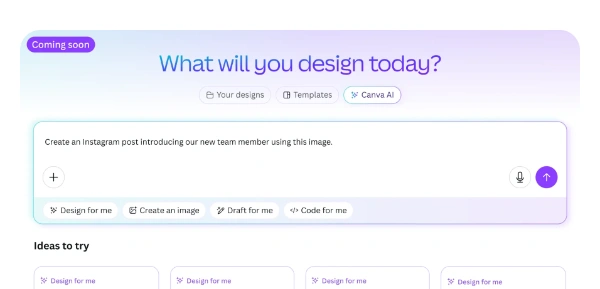 Coming soon
What will you design today?
Your designs
Templates
Canva AI
Create an Instagram post introducing our new team member using this image.
Design for me
Create an image
Draft for me
</> Code for me
Ideas to try
Design for me
Design for me
Design for me
Design for me